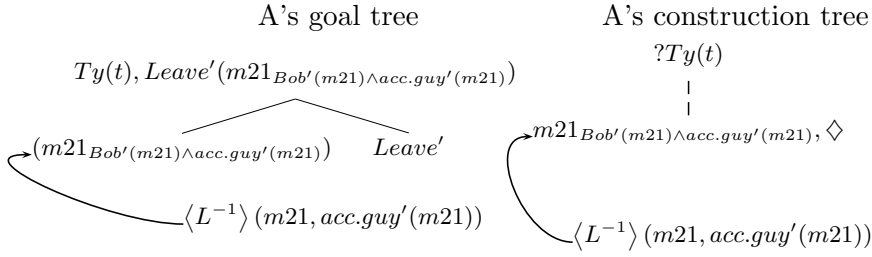 A's goal tree
A's construction tree
Ty(t), Leave′(m21_{Bob′(m21)∧acc.guy′(m21)})
?Ty(t)
(m21_{Bob′(m21)∧acc.guy′(m21)})
Leave′
m21_{Bob′(m21)∧acc.guy′(m21)}, ♢
⟨L^{−1}⟩ (m21, acc.guy′(m21))
⟨L^{−1}⟩ (m21, acc.guy′(m21))